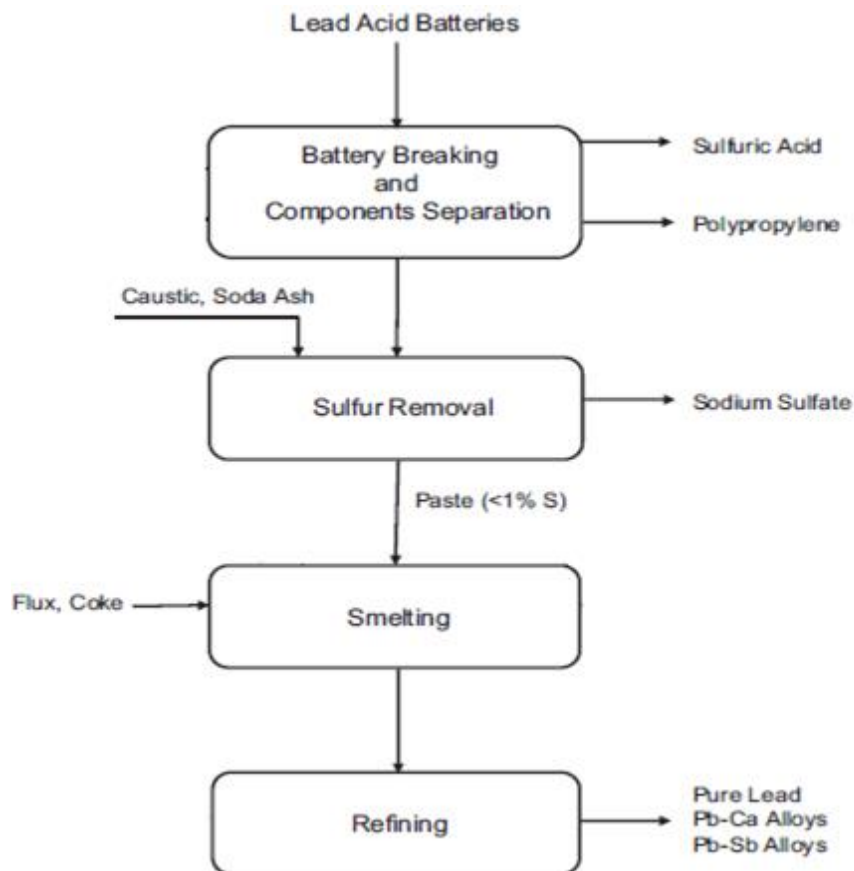 Lead Acid Batteries
Battery Breaking
and
Components Separation
Sulfuric Acid
Polypropylene
Caustic, Soda Ash
Sulfur Removal
Sodium Sulfate
Paste (<1% S)
Flux, Coke
Smelting
Refining
Pure Lead
Pb-Ca Alloys
Pb-Sb Alloys